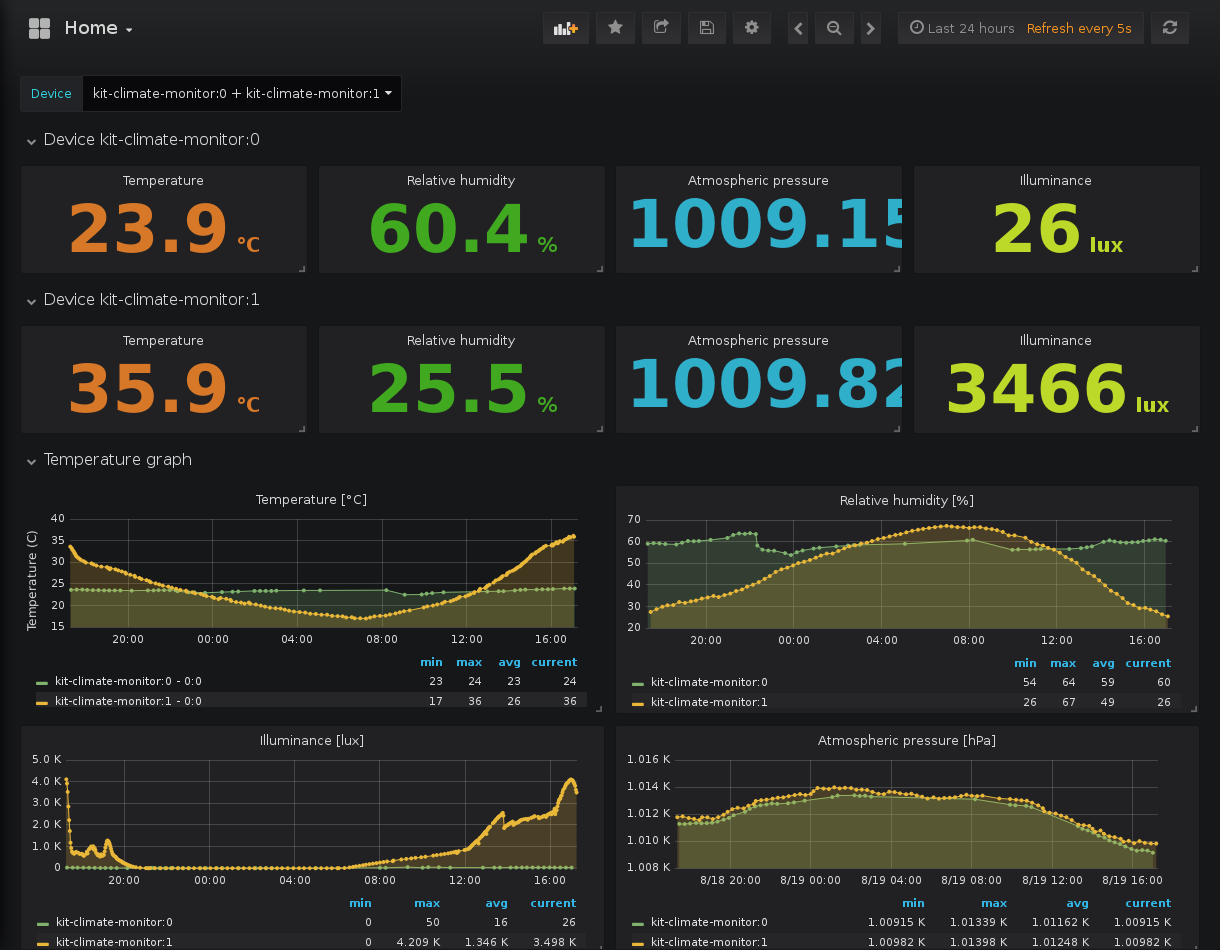 Home
Last 24 hours Refresh every 5s
Device kit-climate-monitor:0 + kit-climate-monitor:1
Device kit-climate-monitor:0
Temperature Relative humidity Atmospheric pressure Illuminance
23.9 °C 60.4 % 1009.15 26 lux
Device kit-climate-monitor:1
Temperature Relative humidity Atmospheric pressure Illuminance
35.9 °C 25.5 % 1009.82 3466 lux
Temperature graph
Temperature [°C]
Temperature (C)
40
35
30
25
20
15
20:00 00:00 04:00 08:00 12:00 16:00
min max avg current
kit-climate-monitor:0 - 0:0 23 24 23 24
kit-climate-monitor:1 - 0:0 17 36 26 36
Relative humidity [%]
70
60
50
40
30
20
20:00 00:00 04:00 08:00 12:00 16:00
min max avg current
kit-climate-monitor:0 54 64 59 60
kit-climate-monitor:1 26 67 49 26
Illuminance [lux]
5.0 K
4.0 K
3.0 K
2.0 K
1.0 K
0
20:00 00:00 04:00 08:00 12:00 16:00
min max avg current
kit-climate-monitor:0 0 50 16 26
kit-climate-monitor:1 0 4.209 K 1.346 K 3.498 K
Atmospheric pressure [hPa]
1.016 K
1.014 K
1.012 K
1.010 K
1.008 K
8/18 20:00 8/19 00:00 8/19 04:00 8/19 08:00 8/19 12:00 8/19 16:00
min max avg current
kit-climate-monitor:0 1.00915 K 1.01339 K 1.01162 K 1.00915 K
kit-climate-monitor:1 1.00982 K 1.01398 K 1.01248 K 1.00982 K